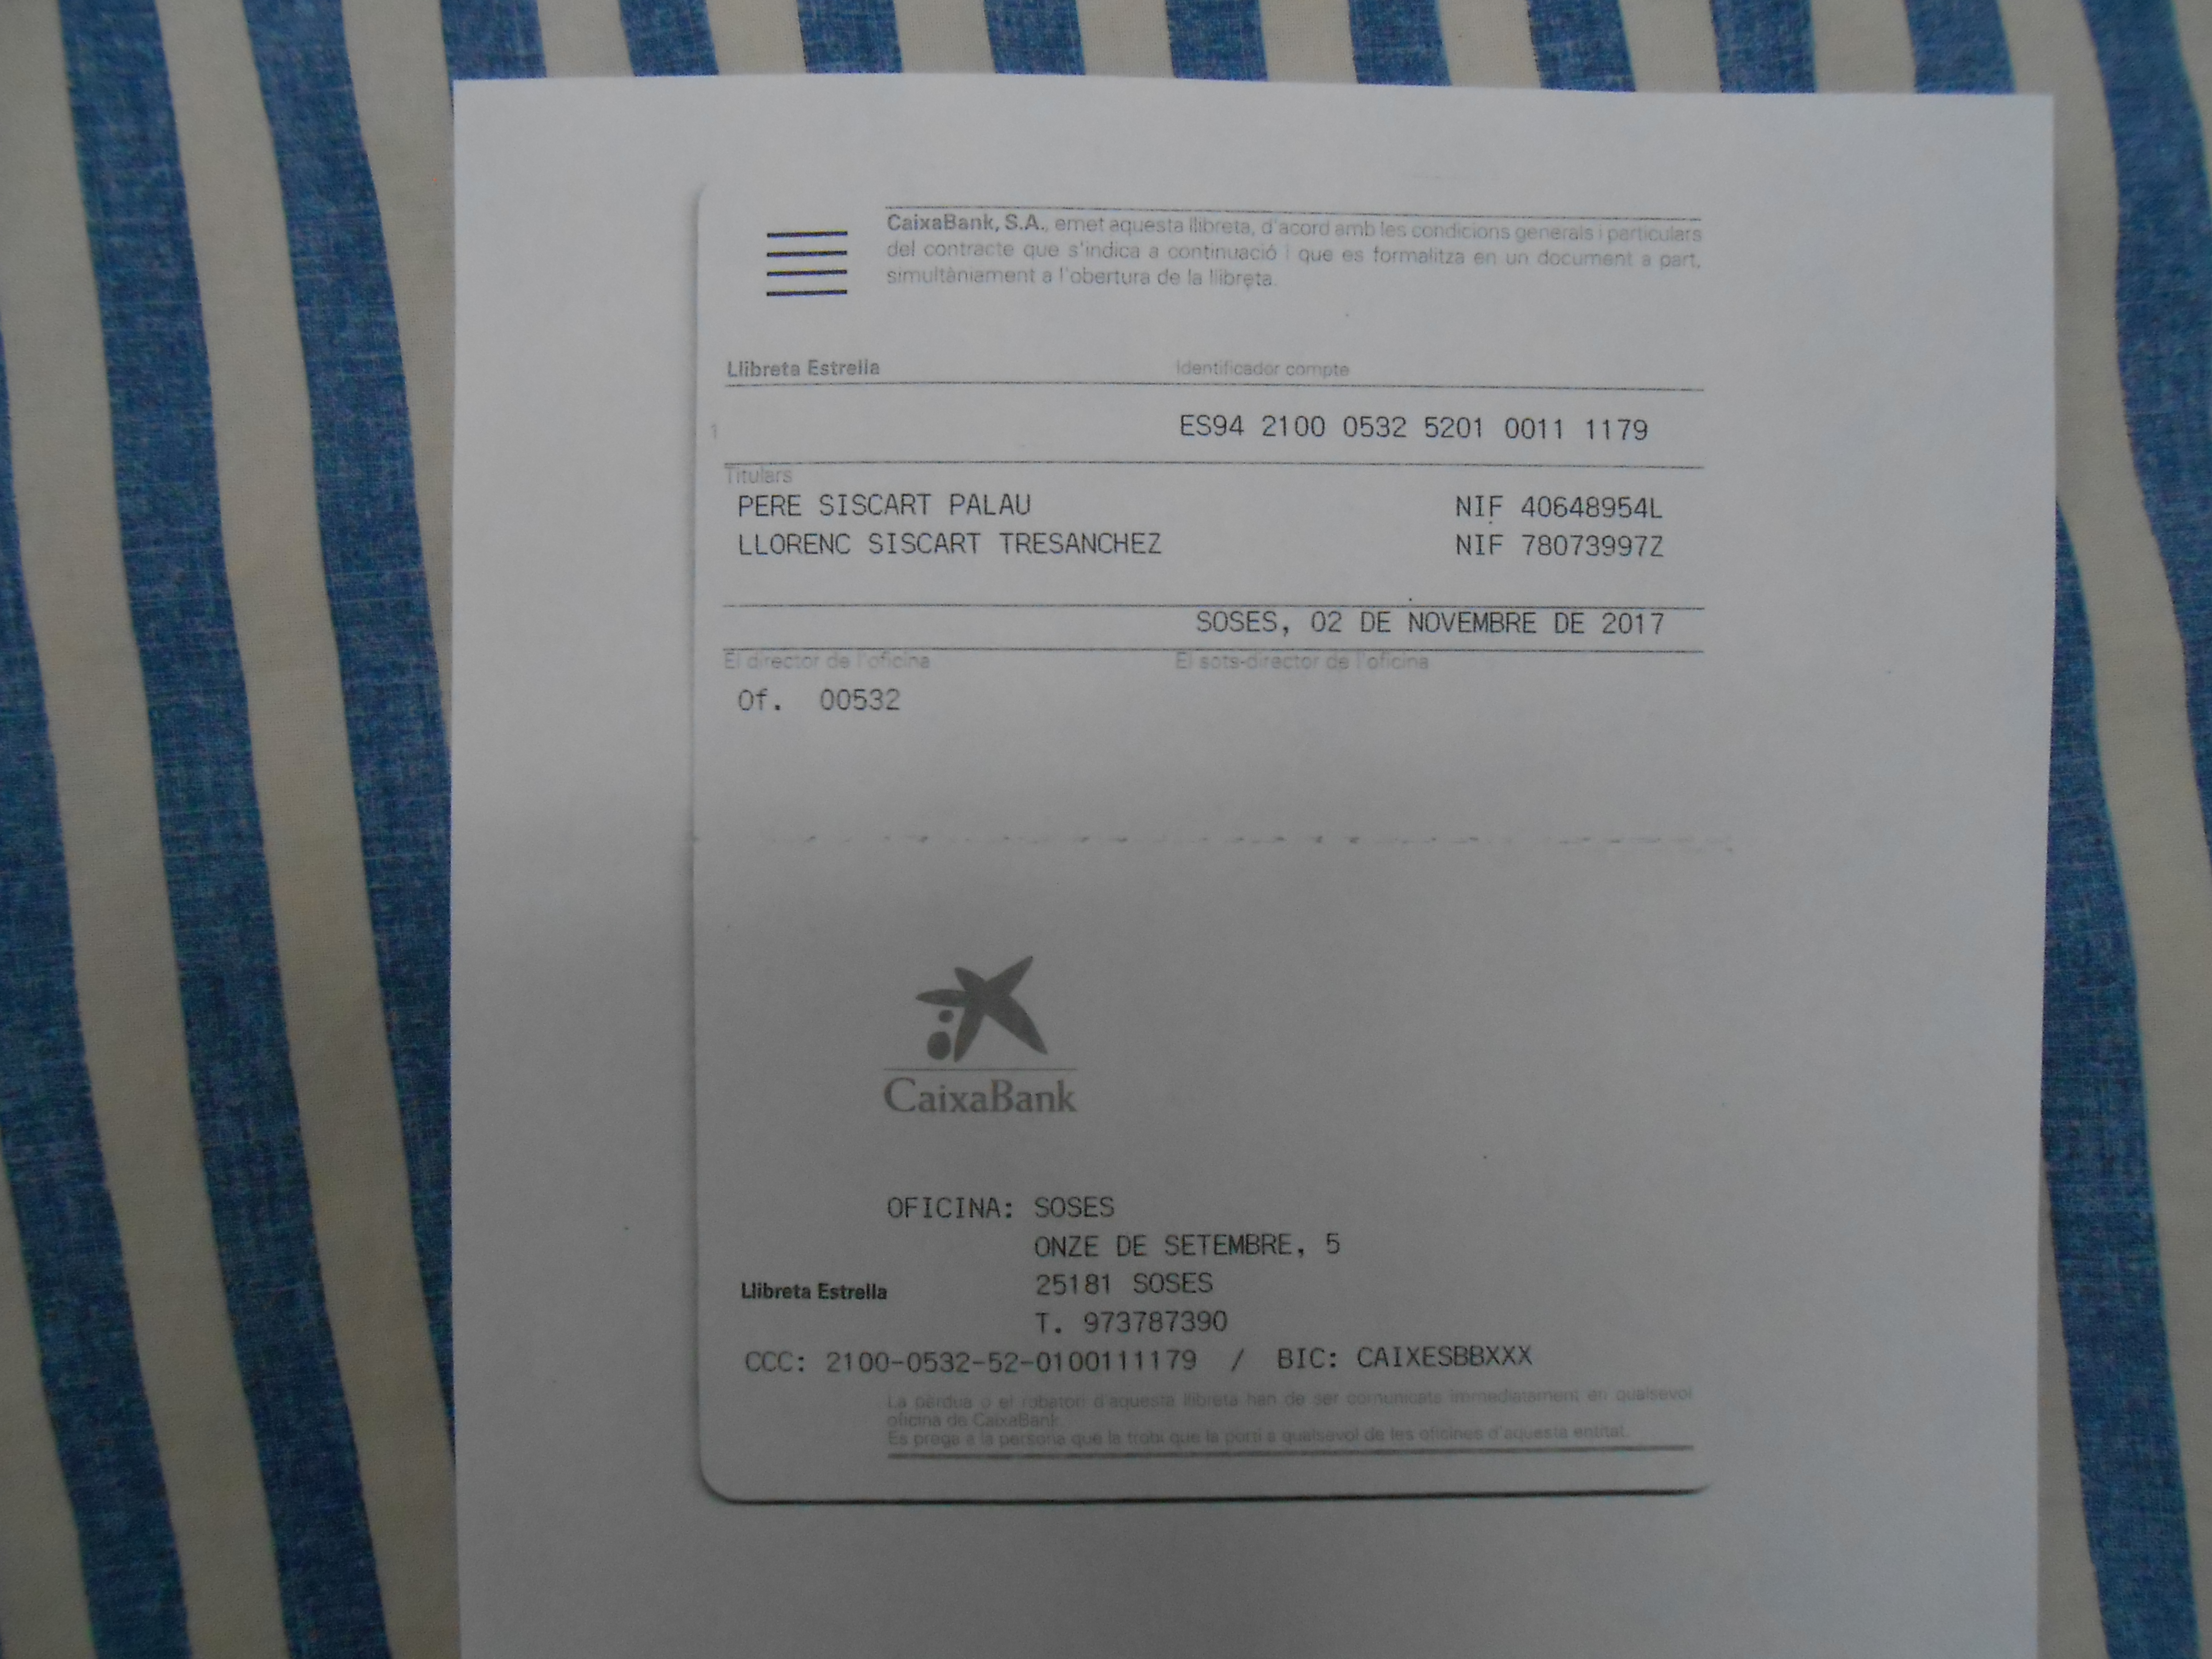 CaixaBank, S.A., emet aquesta llibreta, d'acord amb les condicions generals i particulars
del contracte que s'indica a continuació i que es formalitza en un document a part,
simultàniament a l'obertura de la llibreta.
Llibreta Estrella Identificador compte
1 ES94 2100 0532 5201 0011 1179
Titulars
PERE SISCART PALAU NIF 40648954L
LLORENC SISCART TRESANCHEZ NIF 78073997Z
SOSES, 02 DE NOVEMBRE DE 2017
El director de l'oficina El sots-director de l'oficina
Of. 00532
CaixaBank
OFICINA: SOSES
ONZE DE SETEMBRE, 5
Llibreta Estrella 25181 SOSES
T. 973787390
CCC: 2100-0532-52-0100111179 / BIC: CAIXESBBXXX
La pèrdua o el robatori d'aquesta llibreta han de ser comunicats immediatament en qualsevol
oficina de CaixaBank.
Es prega a la persona que la trobi que la porti a qualsevol de les oficines d'aquesta entitat.